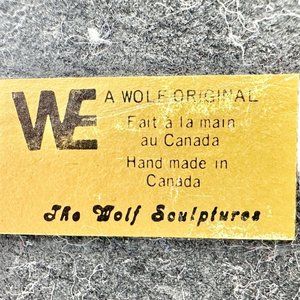 WE
A WOLF ORIGINAL
Fait à la main
au Canada
Hand made in
Canada
The Wolf Sculptures